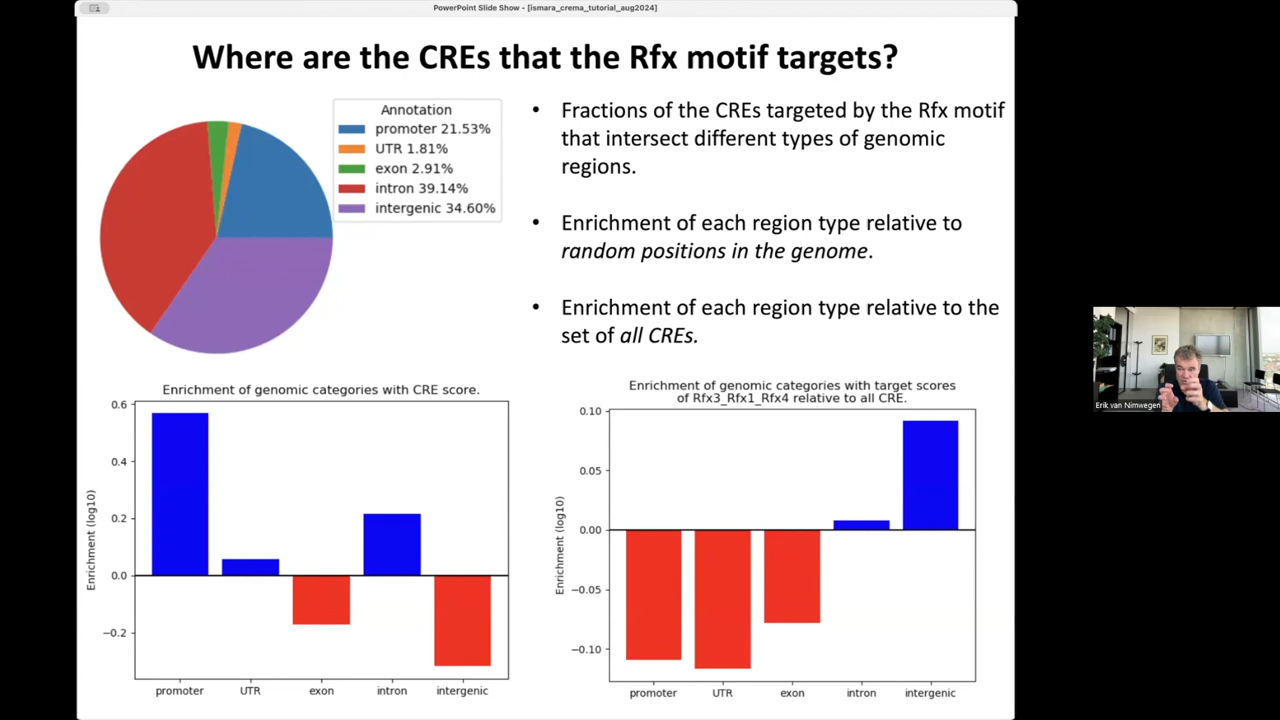 PowerPoint Slide Show - [ismara_crema_tutorial_aug2024]
Where are the CREs that the Rfx motif targets?
Annotation
promoter 21.53%
UTR 1.81%
exon 2.91%
intron 39.14%
intergenic 34.60%
• Fractions of the CREs targeted by the Rfx motif
that intersect different types of genomic
regions.
• Enrichment of each region type relative to
random positions in the genome.
• Enrichment of each region type relative to the
set of all CREs.
Enrichment of genomic categories with CRE score.
Enrichment (log10)
0.6
0.4
0.2
0.0
−0.2
promoter UTR exon intron intergenic
Enrichment of genomic categories with target scores
of Rfx3_Rfx1_Rfx4 relative to all CRE.
Enrichment (log10)
0.10
0.05
0.00
−0.05
−0.10
promoter UTR exon intron intergenic
Erik van Nimwegen